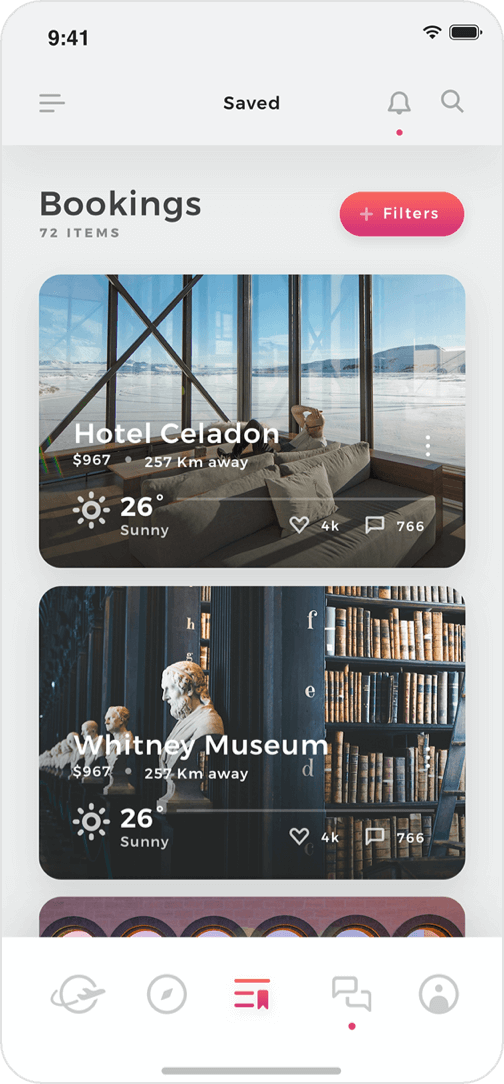 9:41
Saved
Bookings
72 ITEMS
+ Filters
Hotel Celadon
$967 • 257 Km away
26°
Sunny
4k 766
h
g
f
e
d
Whitney Museum
$967 • 257 Km away
26°
Sunny
4k 766